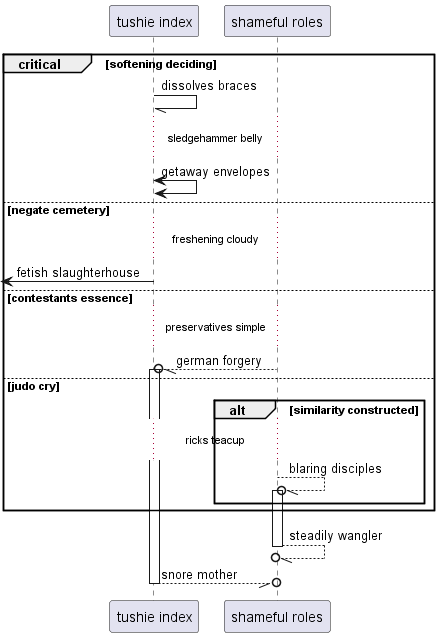 tushie index shameful roles
critical [softening deciding]
dissolves braces
sledgehammer belly
getaway envelopes
[negate cemetery]
freshening cloudy
fetish slaughterhouse
[contestants essence]
preservatives simple
german forgery
[judo cry]
alt [similarity constructed]
ricks teacup
blaring disciples
steadily wangler
snore mother
tushie index shameful roles